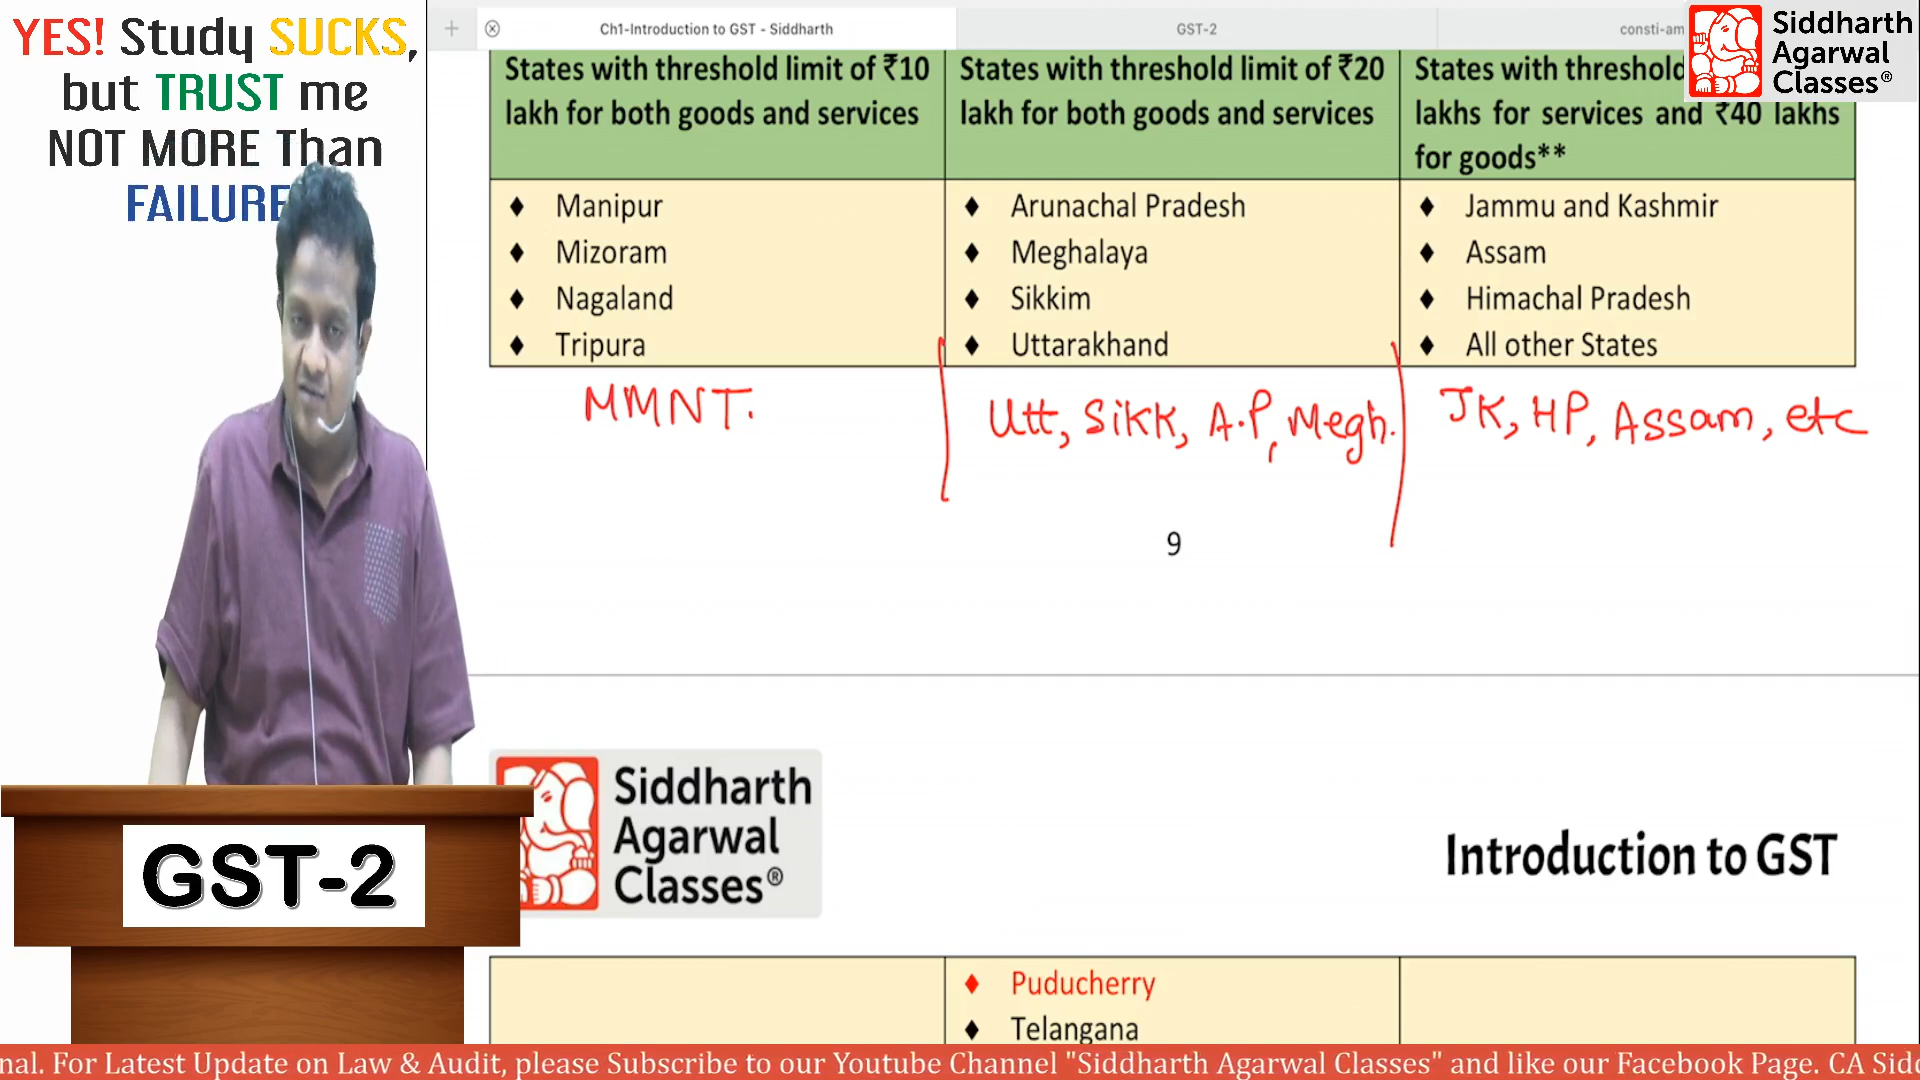 YES! Study SUCKS,
but TRUST me
NOT MORE Than
FAILURE
Ch1-Introduction to GST - Siddharth
GST-2
consti-am
Siddharth
Agarwal
Classes®
States with threshold limit of ₹10
lakh for both goods and services
States with threshold limit of ₹20
lakh for both goods and services
States with threshold
lakhs for services and ₹40 lakhs
for goods**
♦ Manipur
♦ Mizoram
♦ Nagaland
♦ Tripura
♦ Arunachal Pradesh
♦ Meghalaya
♦ Sikkim
♦ Uttarakhand
♦ Jammu and Kashmir
♦ Assam
♦ Himachal Pradesh
♦ All other States
MMNT.
Utt, Sikk, A.P, Megh.
JK, HP, Assam, etc
9
Siddharth
Agarwal
Classes®
Introduction to GST
♦ Puducherry
♦ Telangana
GST-2
nal. For Latest Update on Law & Audit, please Subscribe to our Youtube Channel "Siddharth Agarwal Classes" and like our Facebook Page. CA Sidd